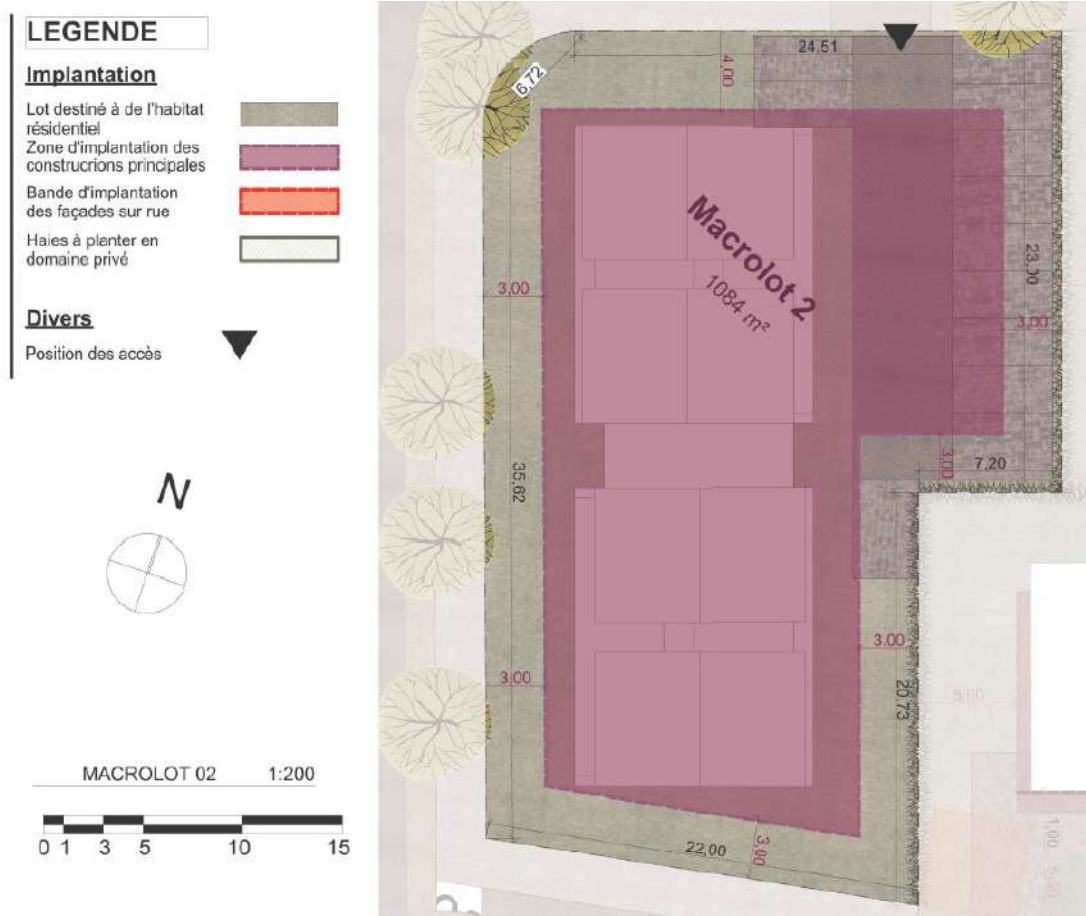 LEGENDE
Implantation
Lot destiné à de l'habitat
résidentiel
Zone d'implantation des
construcrions principales
Bande d'implantation
des façades sur rue
Haies à planter en
domaine privé
Divers
Position des accès
N
MACROLOT 02 1:200
0 1 3 5 10 15
24,51
6,72
4,00
Macrolot 2
1084 m²
3,00
23,00
3,00
35,62
3,00
7,20
3,00
3,00
20,73
5,00
22,00
3,00
1,00